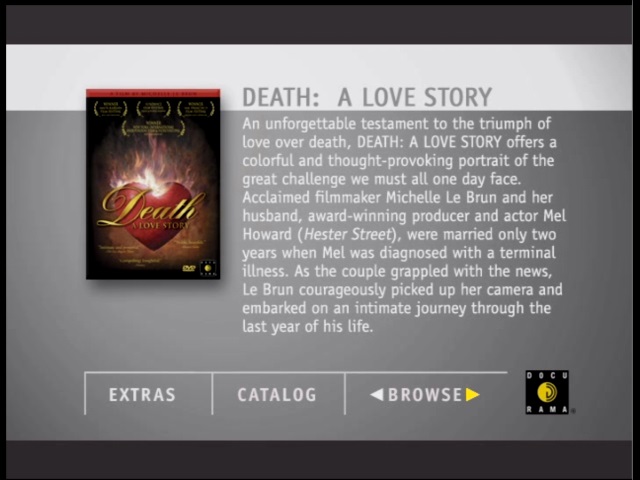 DEATH: A LOVE STORY
An unforgettable testament to the triumph of
love over death, DEATH: A LOVE STORY offers a
colorful and thought-provoking portrait of the
great challenge we must all one day face.
Acclaimed filmmaker Michelle Le Brun and her
husband, award-winning producer and actor Mel
Howard (Hester Street), were married only two
years when Mel was diagnosed with a terminal
illness. As the couple grappled with the news,
Le Brun courageously picked up her camera and
embarked on an intimate journey through the
last year of his life.
Death
A LOVE STORY
DVD
EXTRAS
CATALOG
BROWSE
DOCU
RAMA